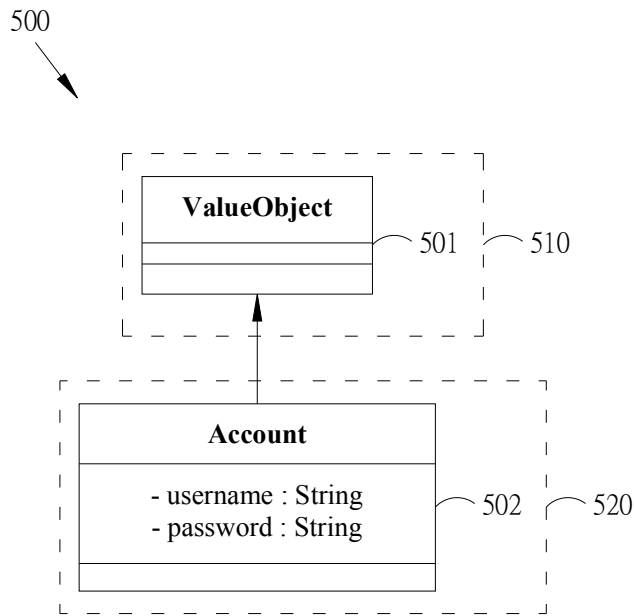 500
ValueObject
501
510
Account
- username : String
- password : String
502
520